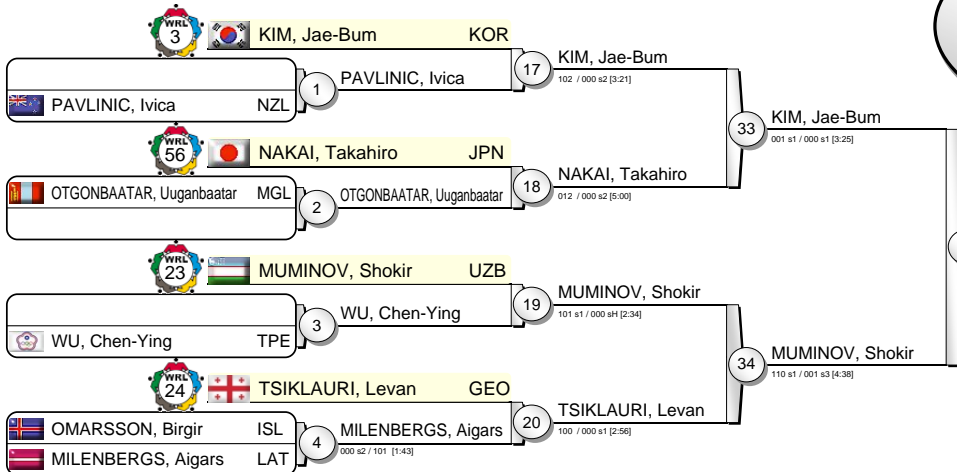 WRL
3
KIM, Jae-Bum KOR
PAVLINIC, Ivica NZL
1
PAVLINIC, Ivica
17
KIM, Jae-Bum
102 / 000 s2 [3:21]
WRL
56
NAKAI, Takahiro JPN
OTGONBAATAR, Uuganbaatar MGL
2
OTGONBAATAR, Uuganbaatar
18
NAKAI, Takahiro
012 / 000 s2 [5:00]
33
KIM, Jae-Bum
001 s1 / 000 s1 [3:25]
WRL
23
MUMINOV, Shokir UZB
WU, Chen-Ying TPE
3
WU, Chen-Ying
19
MUMINOV, Shokir
101 s1 / 000 sH [2:34]
WRL
24
TSIKLAURI, Levan GEO
OMARSSON, Birgir ISL
MILENBERGS, Aigars LAT
4
MILENBERGS, Aigars
000 s2 / 101 [1:43]
20
TSIKLAURI, Levan
100 / 000 s1 [2:56]
34
MUMINOV, Shokir
110 s1 / 001 s3 [4:38]